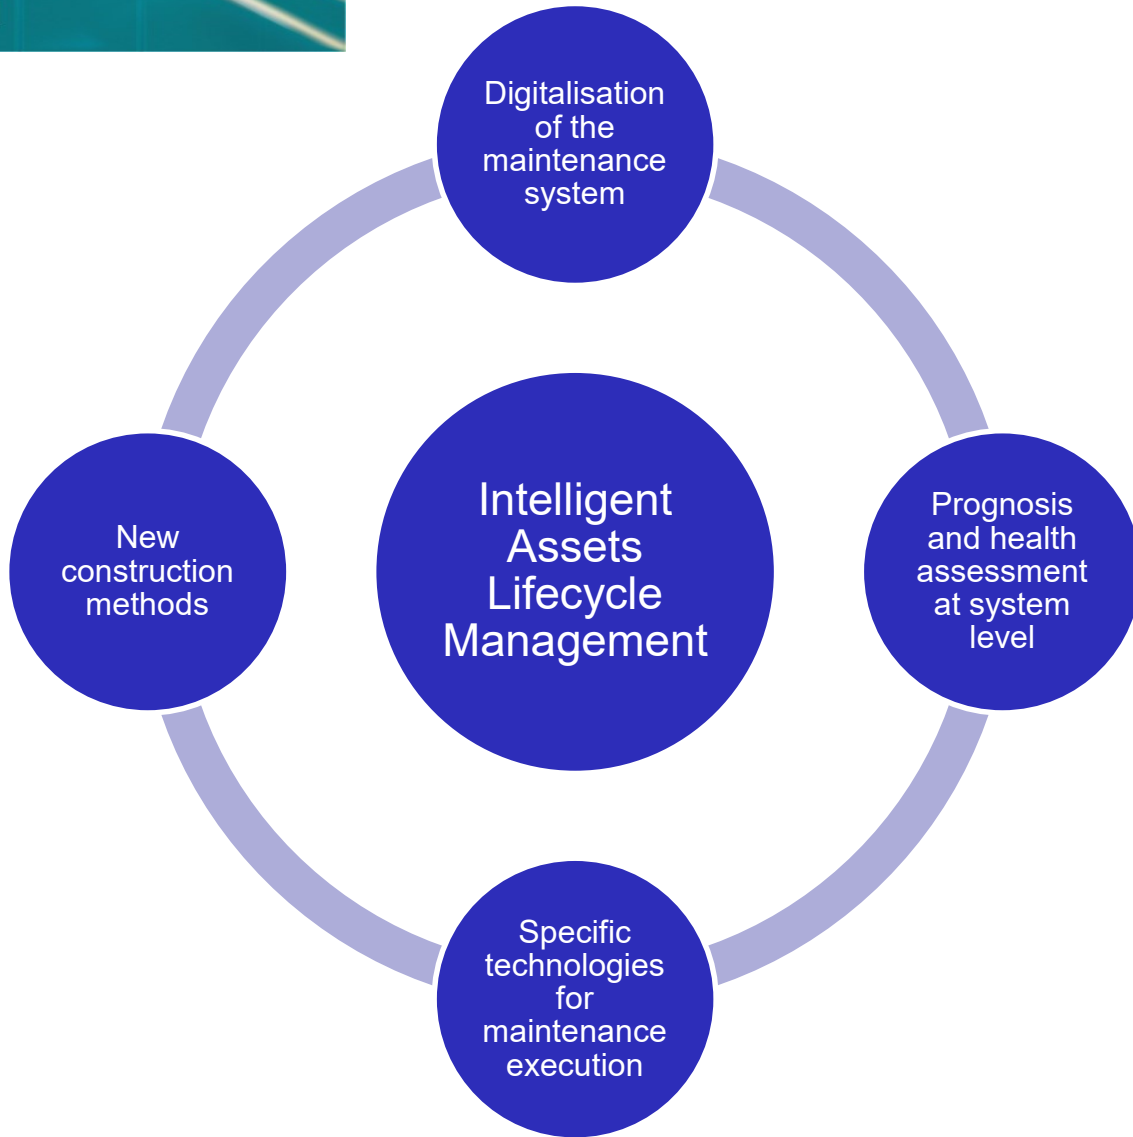 Digitalisation
of the
maintenance
system
Intelligent
Assets
Lifecycle
Management
New
construction
methods
Prognosis
and health
assessment
at system
level
Specific
technologies
for
maintenance
execution